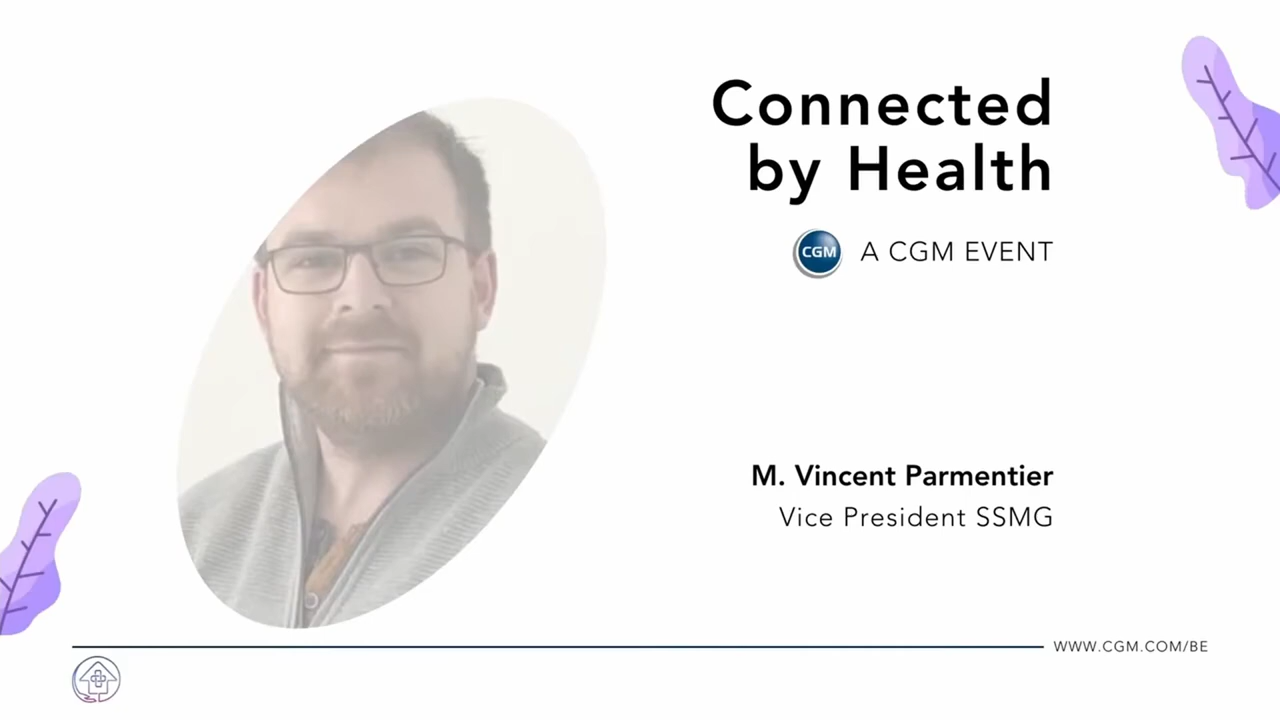 Connected
by Health
CGM
A CGM EVENT
M. Vincent Parmentier
Vice President SSMG
WWW.CGM.COM/BE